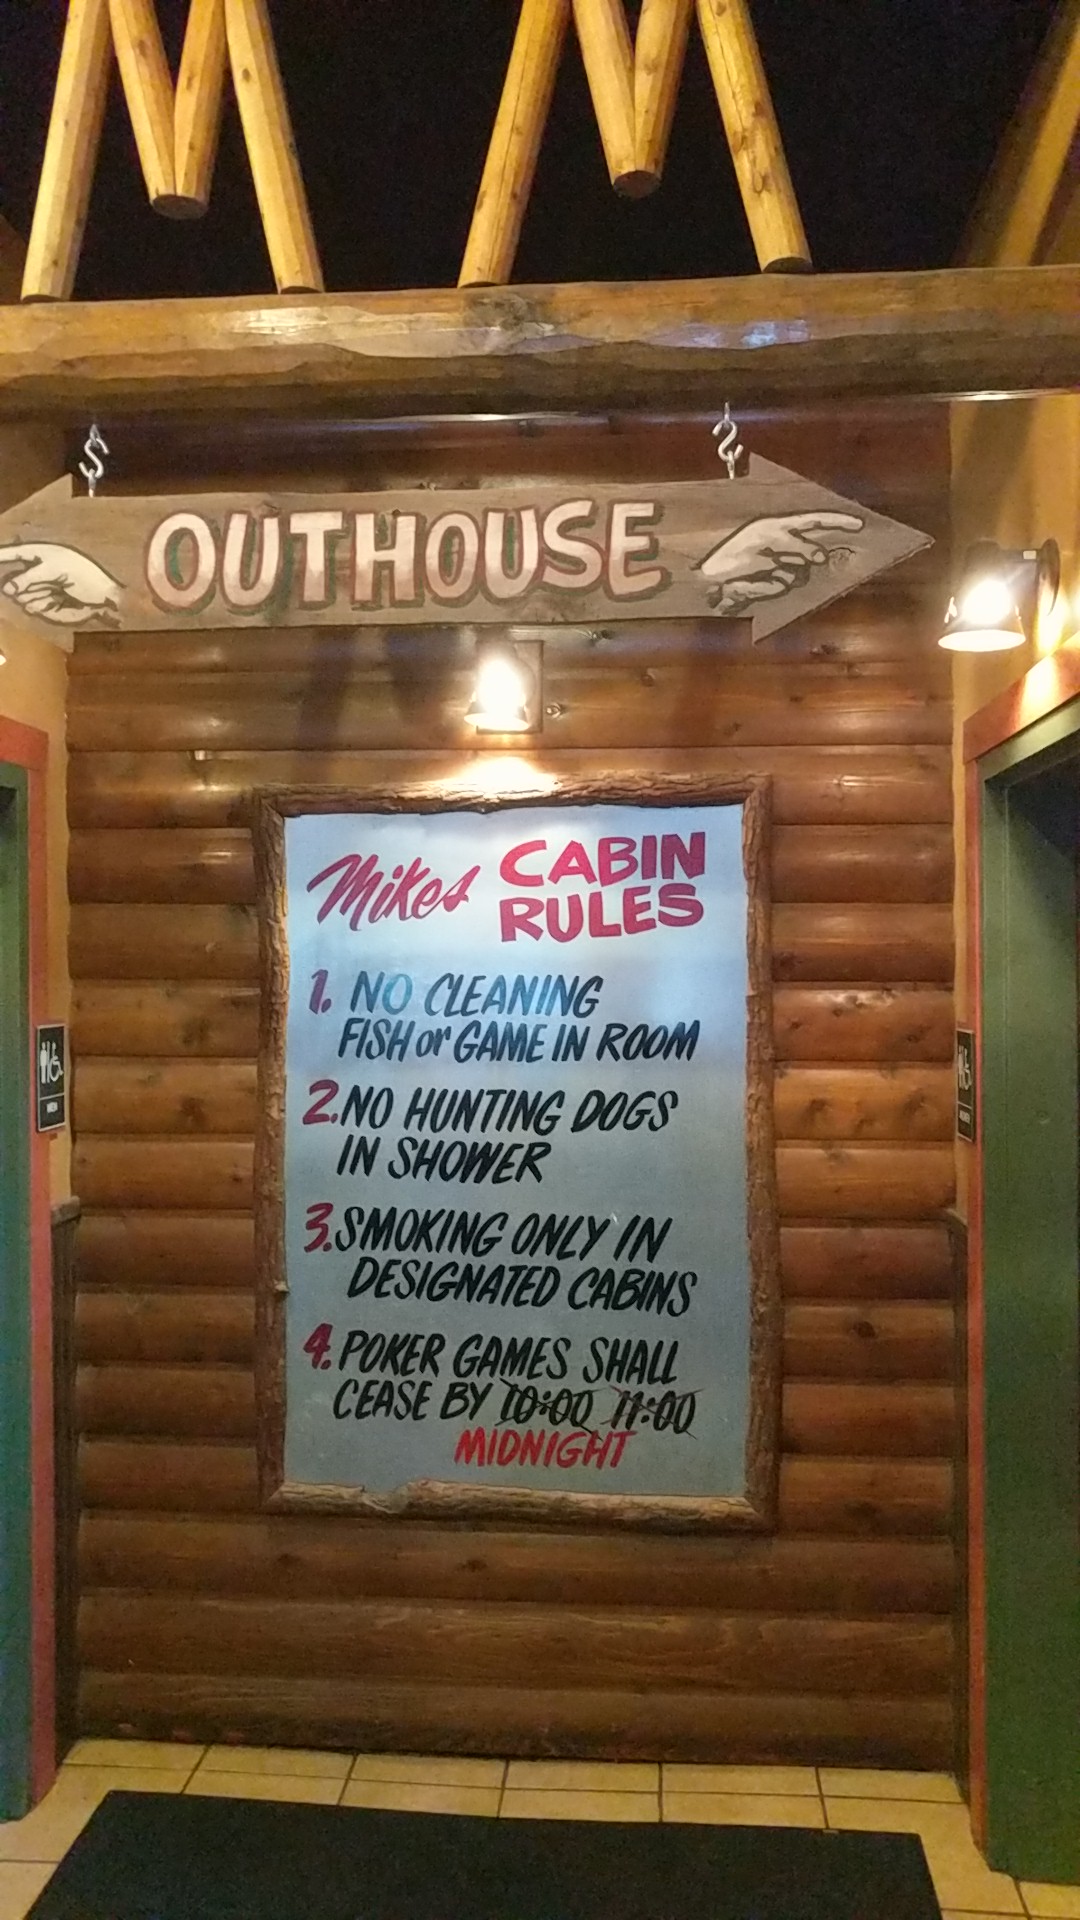 OUTHOUSE
Mikes CABIN
RULES
1. NO CLEANING
FISH or GAME IN ROOM
2. NO HUNTING DOGS
IN SHOWER
3. SMOKING ONLY IN
DESIGNATED CABINS
4. POKER GAMES SHALL
CEASE BY 10:00 11:00
MIDNIGHT
MEN